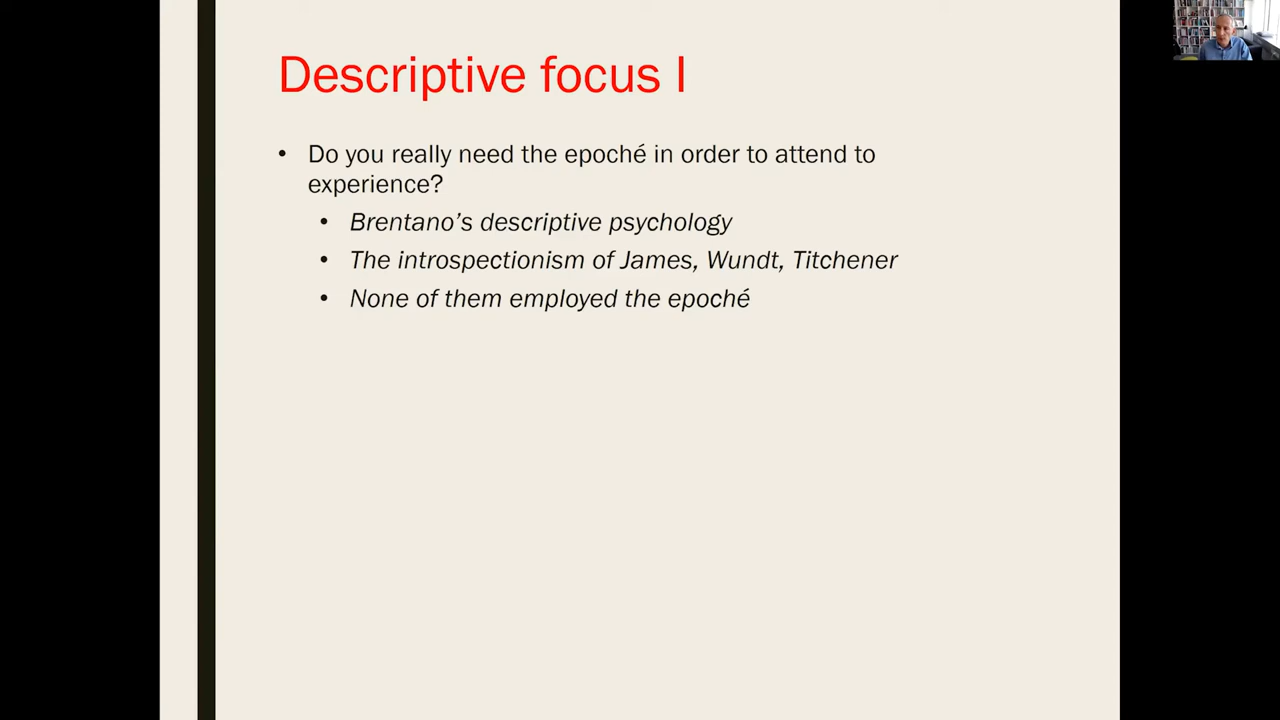 Descriptive focus I
• Do you really need the epoché in order to attend to
experience?
• Brentano’s descriptive psychology
• The introspectionism of James, Wundt, Titchener
• None of them employed the epoché